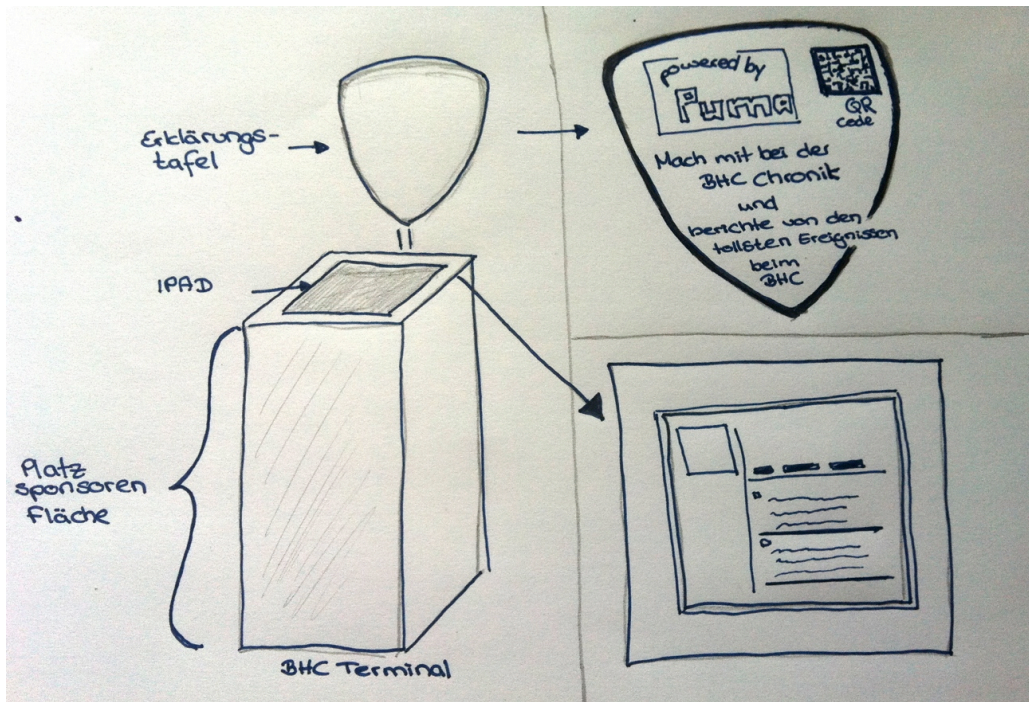 Erklärungs-
tafel
IPAD
Platz
sponsoren
Fläche
BHC Terminal
powered by
Puma
QR
code
Mach mit bei der
BHC Chronik
und
berichte von den
tollsten Ereignissen
beim
BHC